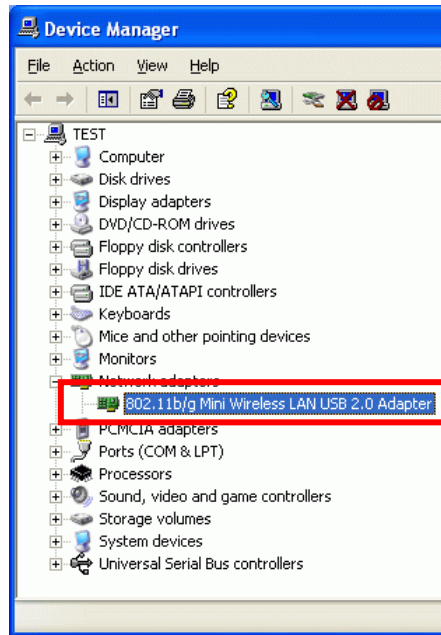 Device Manager
File Action View Help
TEST
Computer
Disk drives
Display adapters
DVD/CD-ROM drives
Floppy disk controllers
Floppy disk drives
IDE ATA/ATAPI controllers
Keyboards
Mice and other pointing devices
Monitors
Network adapters
802.11b/g Mini Wireless LAN USB 2.0 Adapter
PCMCIA adapters
Ports (COM & LPT)
Processors
Sound, video and game controllers
Storage volumes
System devices
Universal Serial Bus controllers